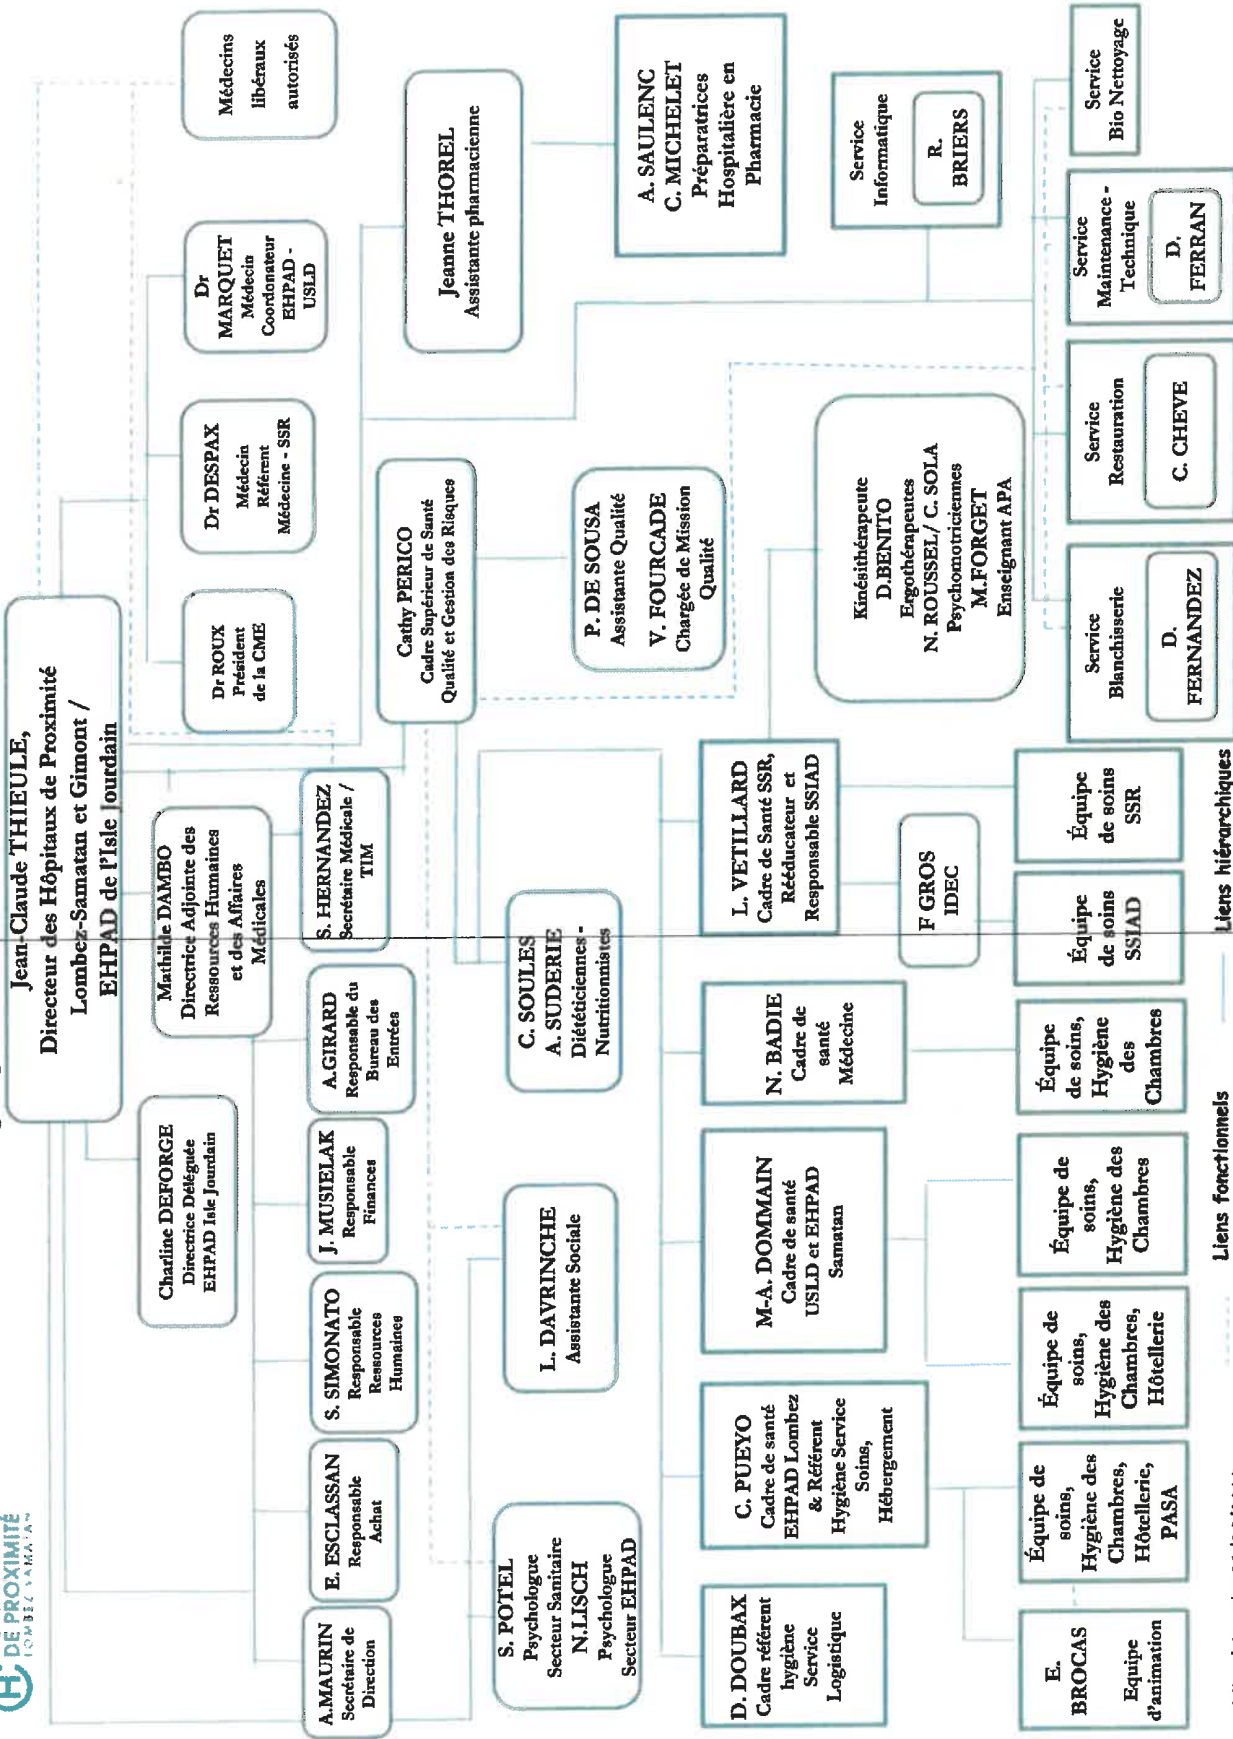 DE PROXIMITÉ
LOMBEZ SAMATAN
Jean-Claude THIEULE,
Directeur des Hôpitaux de Proximité
Lombez-Samatan et Gimont /
EHPAD de l'Isle Jourdain
Charline DEFORGE
Directrice Déléguée
EHPAD Isle Jourdain
Mathilde DAMBO
Directrice Adjointe des
Ressources Humaines
et des Affaires
Médicales
Dr ROUX
Président
de la CME
Dr DESPAX
Médecin
Référent
Médecine - SSR
Dr
MARQUET
Médecin
Coordonateur
EHPAD -
USLD
Médecins
libéraux
autorisés
A.MAURIN
Secrétaire de
Direction
E. ESCLASSAN
Responsable
Achat
S. SIMONATO
Responsable
Ressources
Humaines
J. MUSIELAK
Responsable
Finances
A.GIRARD
Responsable du
Bureau des
Entrées
S. HERNANDEZ
Secrétaire Médicale /
TIM
Cathy PERICO
Cadre Supérieur de Santé
Qualité et Gestion des Risques
Jeanne THOREL
Assistante pharmacienne
S. POTEL
Psychologue
Secteur Sanitaire
N.LISCH
Psychologue
Secteur EHPAD
L. DAVRINCHE
Assistante Sociale
C. SOULES
A. SUDERIE
Diététiciennes -
Nutritionnistes
P. DE SOUSA
Assistante Qualité
V. FOURCADE
Chargée de Mission
Qualité
A. SAULENC
C. MICHELET
Préparatrices
Hospitalière en
Pharmacie
D. DOUBAX
Cadre référent
hygiène
Service
Logistique
C. PUEYO
Cadre de santé
EHPAD Lombez
& Référent
Hygiène Service
Soins,
Hébergement
M-A. DOMMAIN
Cadre de santé
USLD et EHPAD
Samatan
N. BADIE
Cadre de
santé
Médecine
L. VETILLARD
Cadre de Santé SSR,
Rééducateur et
Responsable SSIAD
Kinésithérapeute
D.BENITO
Ergothérapeutes
N. ROUSSEL/ C. SOLA
Psychomotriciennes
M.FORGET
Enseignant APA
Service
Informatique
R.
BRIERS
F GROS
IDEC
E.
BROCAS
Equipe
d'animation
Équipe de
soins,
Hygiène des
Chambres,
Hôtellerie,
PASA
Équipe de
soins,
Hygiène des
Chambres,
Hôtellerie
Équipe de
soins,
Hygiène des
Chambres
Équipe
de soins,
Hygiène
des
Chambres
Équipe
de soins
SSIAD
Équipe
de soins
SSR
Service
Blanchisserie
D.
FERNANDEZ
Service
Restauration
C. CHEVE
Service
Maintenance -
Technique
D.
FERRAN
Service
Bio Nettoyage
Liens fonctionnels
Liens hiérarchiques